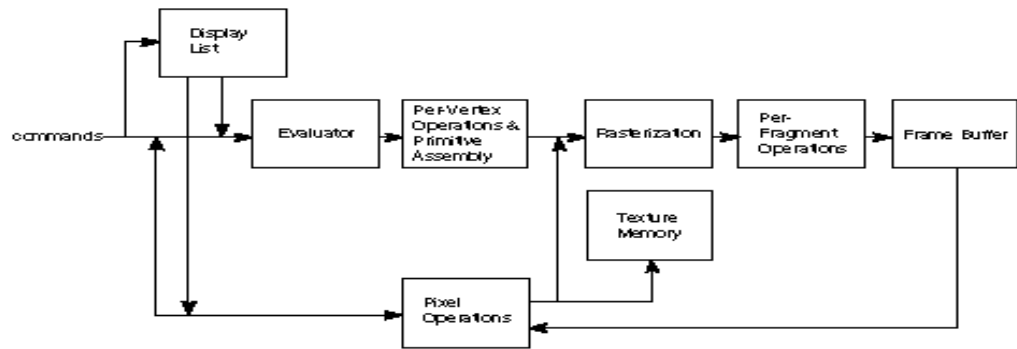 Display
List
commands
Evaluator
Per-Vertex
Operations &
Primitive
Assembly
Rasterization
Per-
Fragment
Operations
Frame Buffer
Texture
Memory
Pixel
Operations